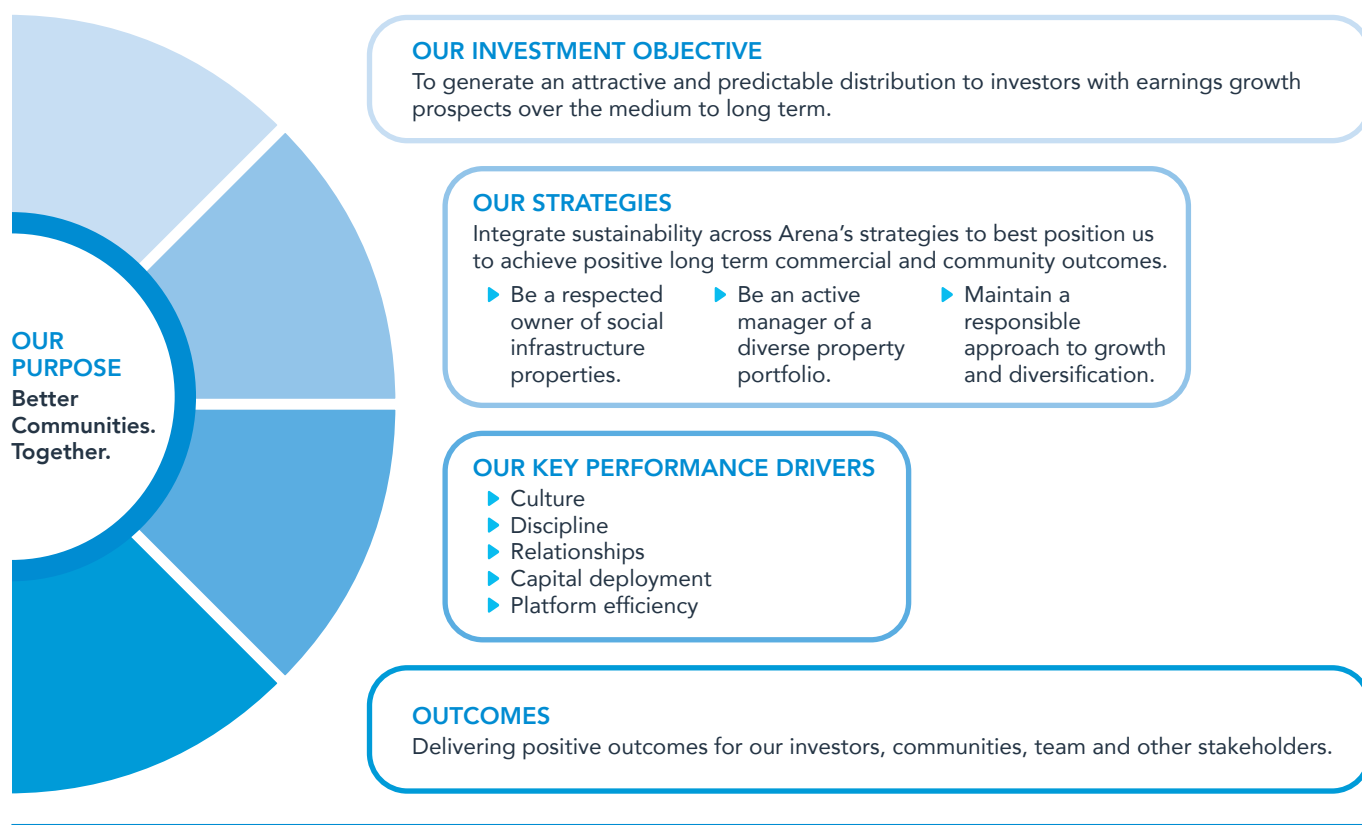 OUR INVESTMENT OBJECTIVE
To generate an attractive and predictable distribution to investors with earnings growth
prospects over the medium to long term.
OUR STRATEGIES
Integrate sustainability across Arena’s strategies to best position us
to achieve positive long term commercial and community outcomes.
Be a respected
owner of social
infrastructure
properties.
Be an active
manager of a
diverse property
portfolio.
Maintain a
responsible
approach to growth
and diversification.
OUR
PURPOSE
Better
Communities.
Together.
OUR KEY PERFORMANCE DRIVERS
Culture
Discipline
Relationships
Capital deployment
Platform efficiency
OUTCOMES
Delivering positive outcomes for our investors, communities, team and other stakeholders.